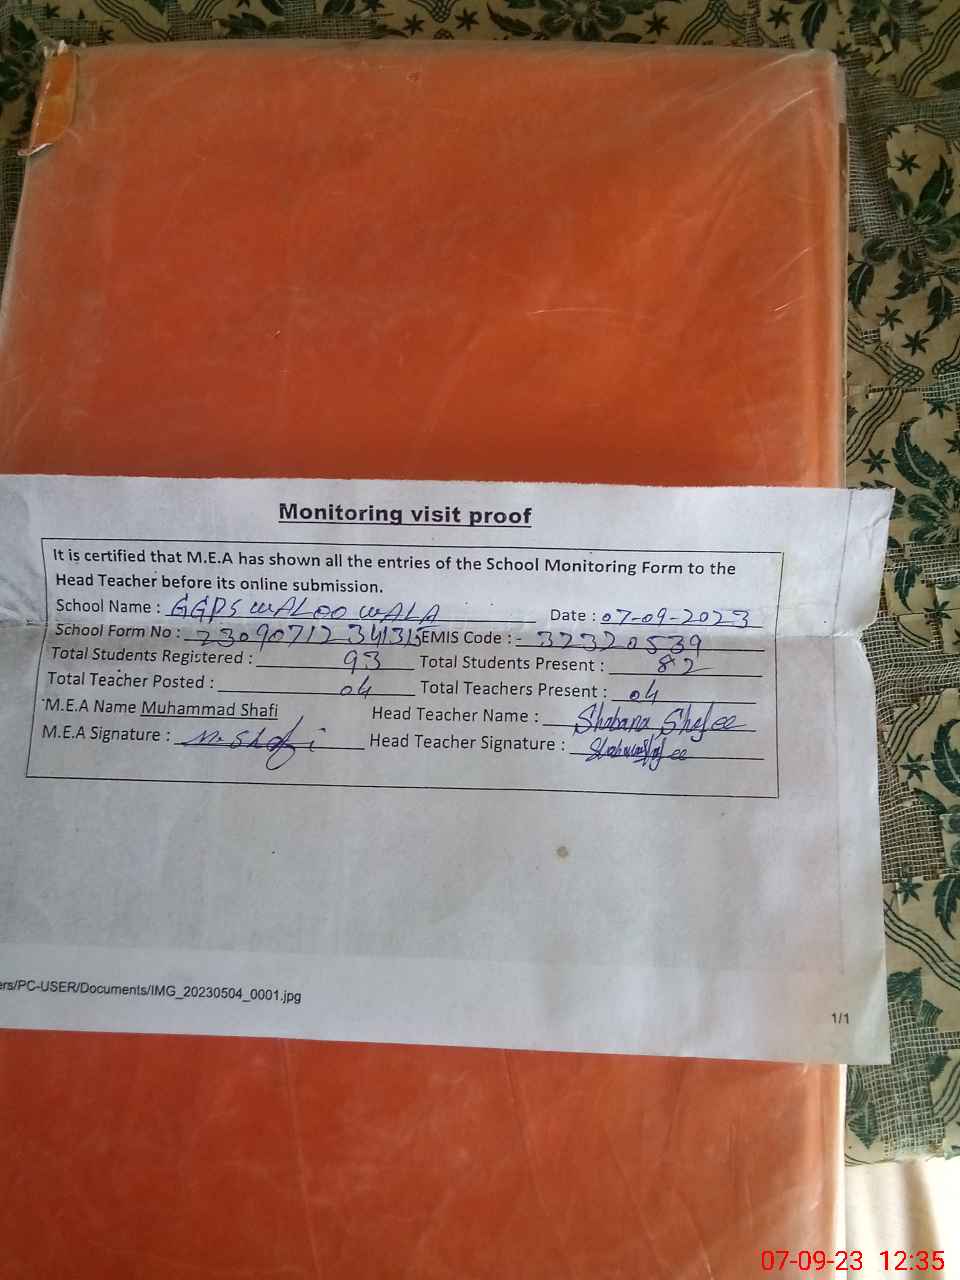 Monitoring visit proof
It is certified that M.E.A has shown all the entries of the School Monitoring Form to the
Head Teacher before its online submission.
School Name : GGPS WALOO WALA Date : 07-09-2023
School Form No : 23090712341315 EMIS Code :- 32320539
Total Students Registered : 93 Total Students Present : 82
Total Teacher Posted : 04 Total Teachers Present : 04
M.E.A Name Muhammad Shafi Head Teacher Name : Shabana Shafee
M.E.A Signature : M. Shafi Head Teacher Signature :
ers/PC-USER/Documents/IMG_20230504_0001.jpg
1/1
07-09-23 12:35